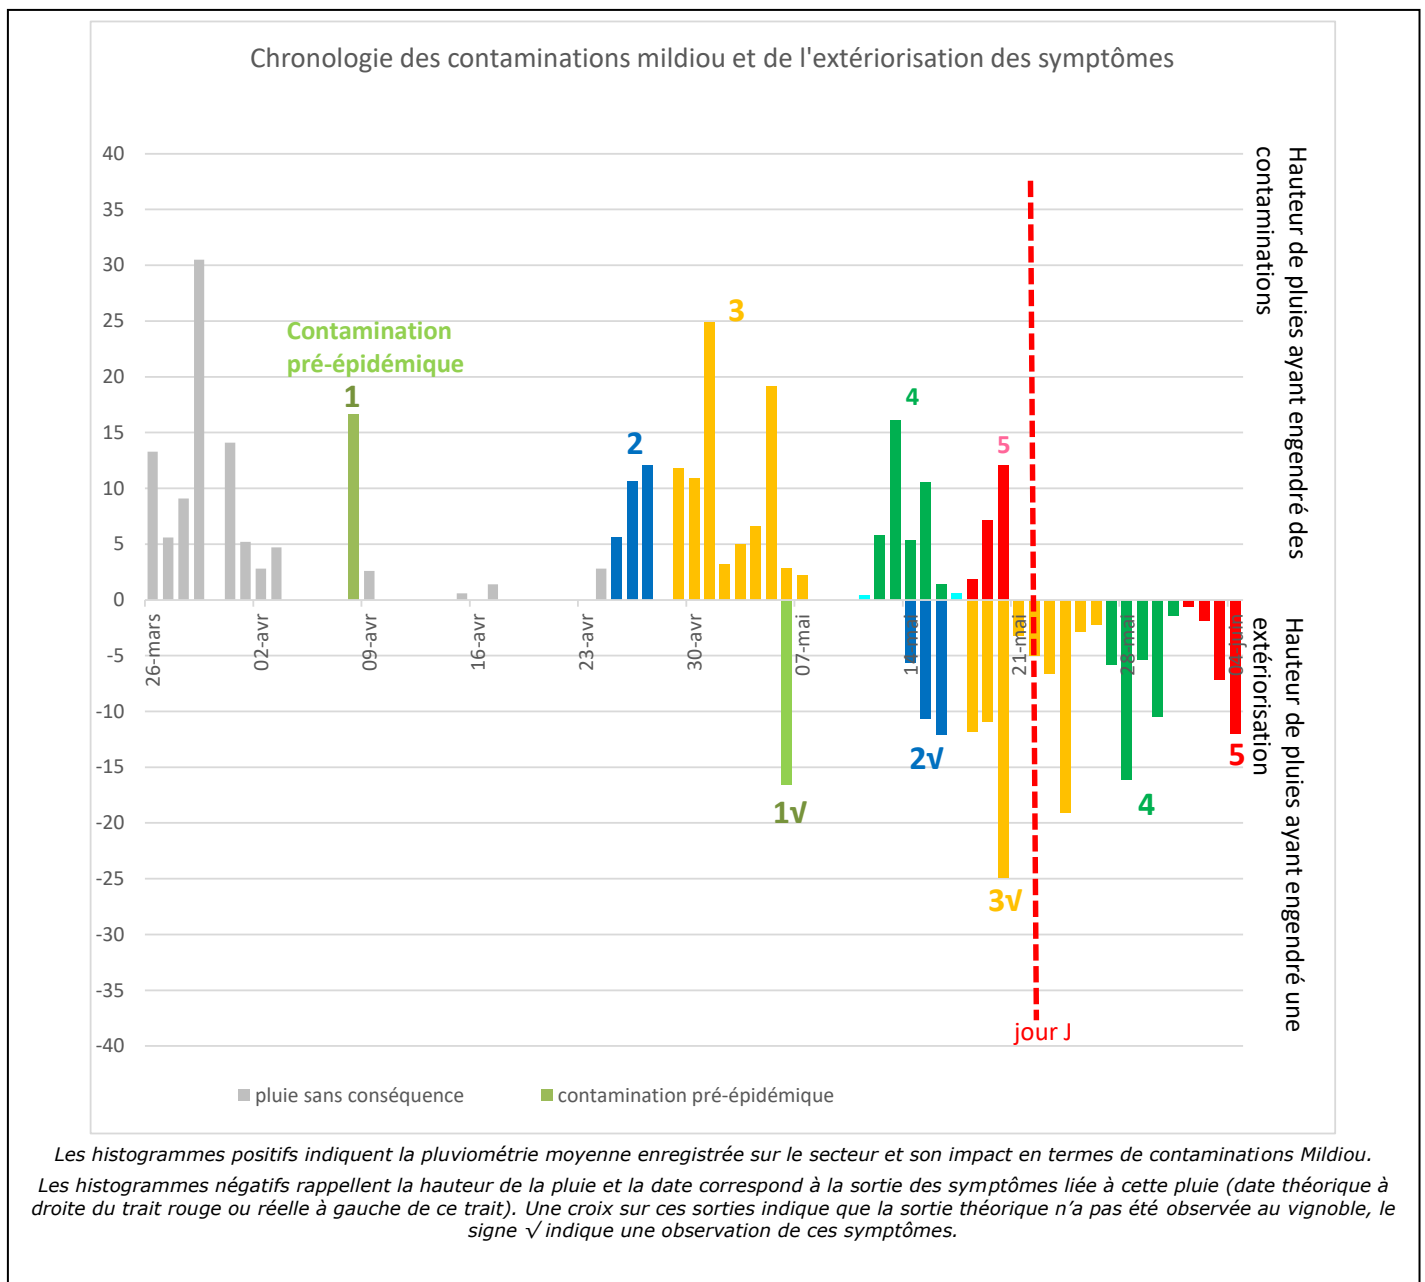 Chronologie des contaminations mildiou et de l'extériorisation des symptômes
40
35
30
25
20
15
10
5
0
-5
-10
-15
-20
-25
-30
-35
-40
26-mars
02-avr
09-avr
16-avr
23-avr
30-avr
07-mai
14-mai
21-mai
28-mai
04-juin
Contamination
pré-épidémique
1
2
3
4
5
1√
2√
3√
4
5
jour J
Hauteur de pluies ayant engendré des
contaminations
Hauteur de pluies ayant engendré une
extériorisation
pluie sans conséquence
contamination pré-épidémique
Les histogrammes positifs indiquent la pluviométrie moyenne enregistrée sur le secteur et son impact en termes de contaminations Mildiou.
Les histogrammes négatifs rappellent la hauteur de la pluie et la date correspond à la sortie des symptômes liée à cette pluie (date théorique à
droite du trait rouge ou réelle à gauche de ce trait). Une croix sur ces sorties indique que la sortie théorique n'a pas été observée au vignoble, le
signe √ indique une observation de ces symptômes.